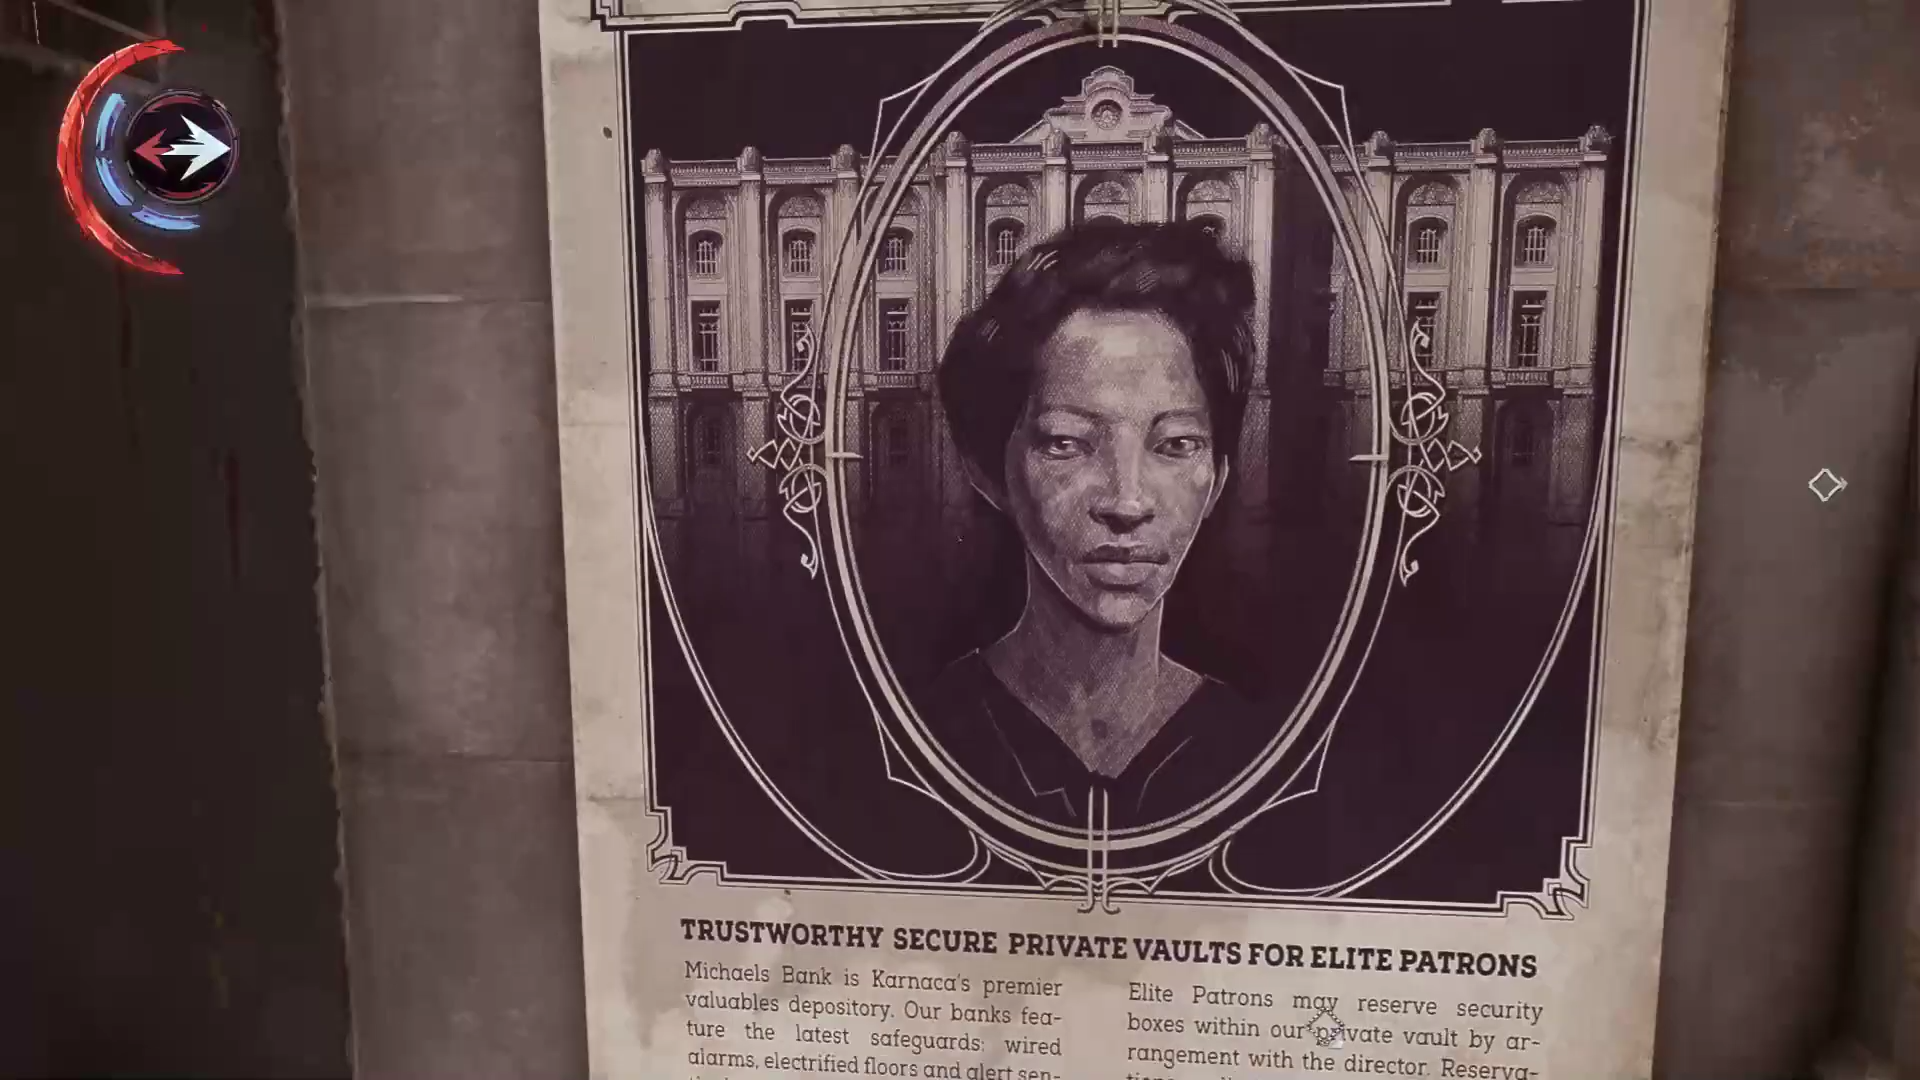 TRUSTWORTHY SECURE PRIVATE VAULTS FOR ELITE PATRONS
Michaels Bank is Karnaca's premier
valuables depository. Our banks fea-
ture the latest safeguards: wired
alarms, electrified floors and alert sen-
Elite Patrons may reserve security
boxes within our private vault by ar-
rangement with the director. Reserva-